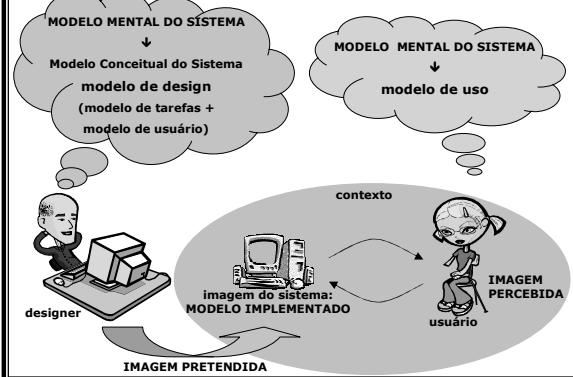 MODELO MENTAL DO SISTEMA
Modelo Conceitual do Sistema
modelo de design
(modelo de tarefas +
modelo de usuário)
MODELO MENTAL DO SISTEMA
modelo de uso
contexto
designer
imagem do sistema:
MODELO IMPLEMENTADO
IMAGEM
PERCEBIDA
usuário
IMAGEM PRETENDIDA